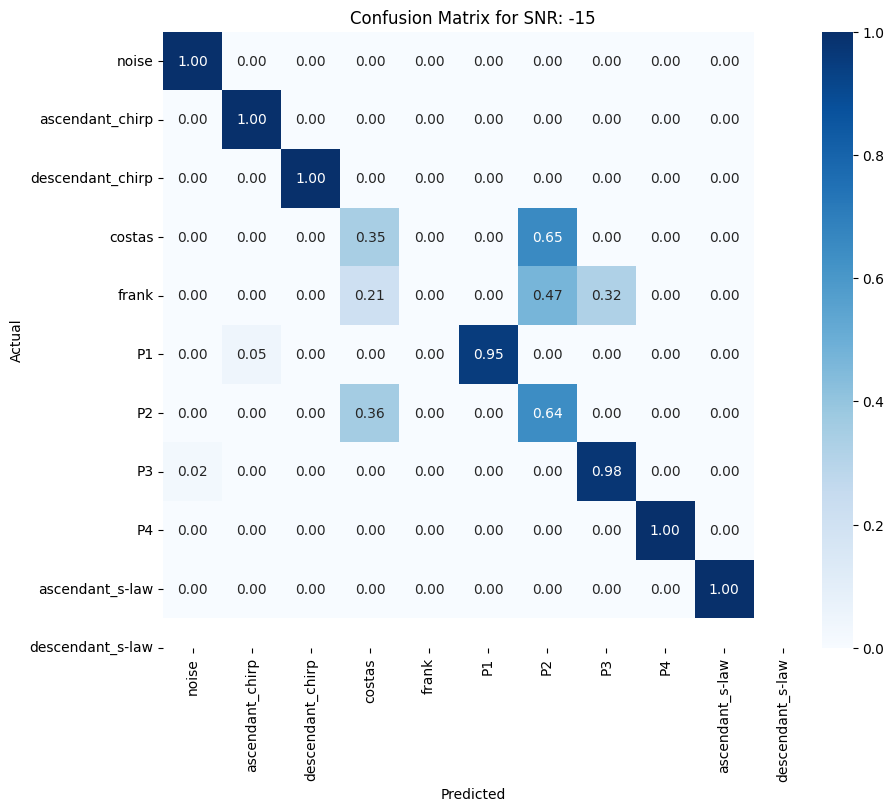 Confusion Matrix for SNR: -15
noise 1.00 0.00 0.00 0.00 0.00 0.00 0.00 0.00 0.00 0.00
ascendant_chirp 0.00 1.00 0.00 0.00 0.00 0.00 0.00 0.00 0.00 0.00
descendant_chirp 0.00 0.00 1.00 0.00 0.00 0.00 0.00 0.00 0.00 0.00
costas 0.00 0.00 0.00 0.35 0.00 0.00 0.65 0.00 0.00 0.00
frank 0.00 0.00 0.00 0.21 0.00 0.00 0.47 0.32 0.00 0.00
P1 0.00 0.05 0.00 0.00 0.00 0.95 0.00 0.00 0.00 0.00
P2 0.00 0.00 0.00 0.36 0.00 0.00 0.64 0.00 0.00 0.00
P3 0.02 0.00 0.00 0.00 0.00 0.00 0.00 0.98 0.00 0.00
P4 0.00 0.00 0.00 0.00 0.00 0.00 0.00 0.00 1.00 0.00
ascendant_s-law 0.00 0.00 0.00 0.00 0.00 0.00 0.00 0.00 0.00 1.00
descendant_s-law
Actual
noise
ascendant_chirp
descendant_chirp
costas
frank
P1
P2
P3
P4
ascendant_s-law
descendant_s-law
Predicted
1.0
0.8
0.6
0.4
0.2
0.0